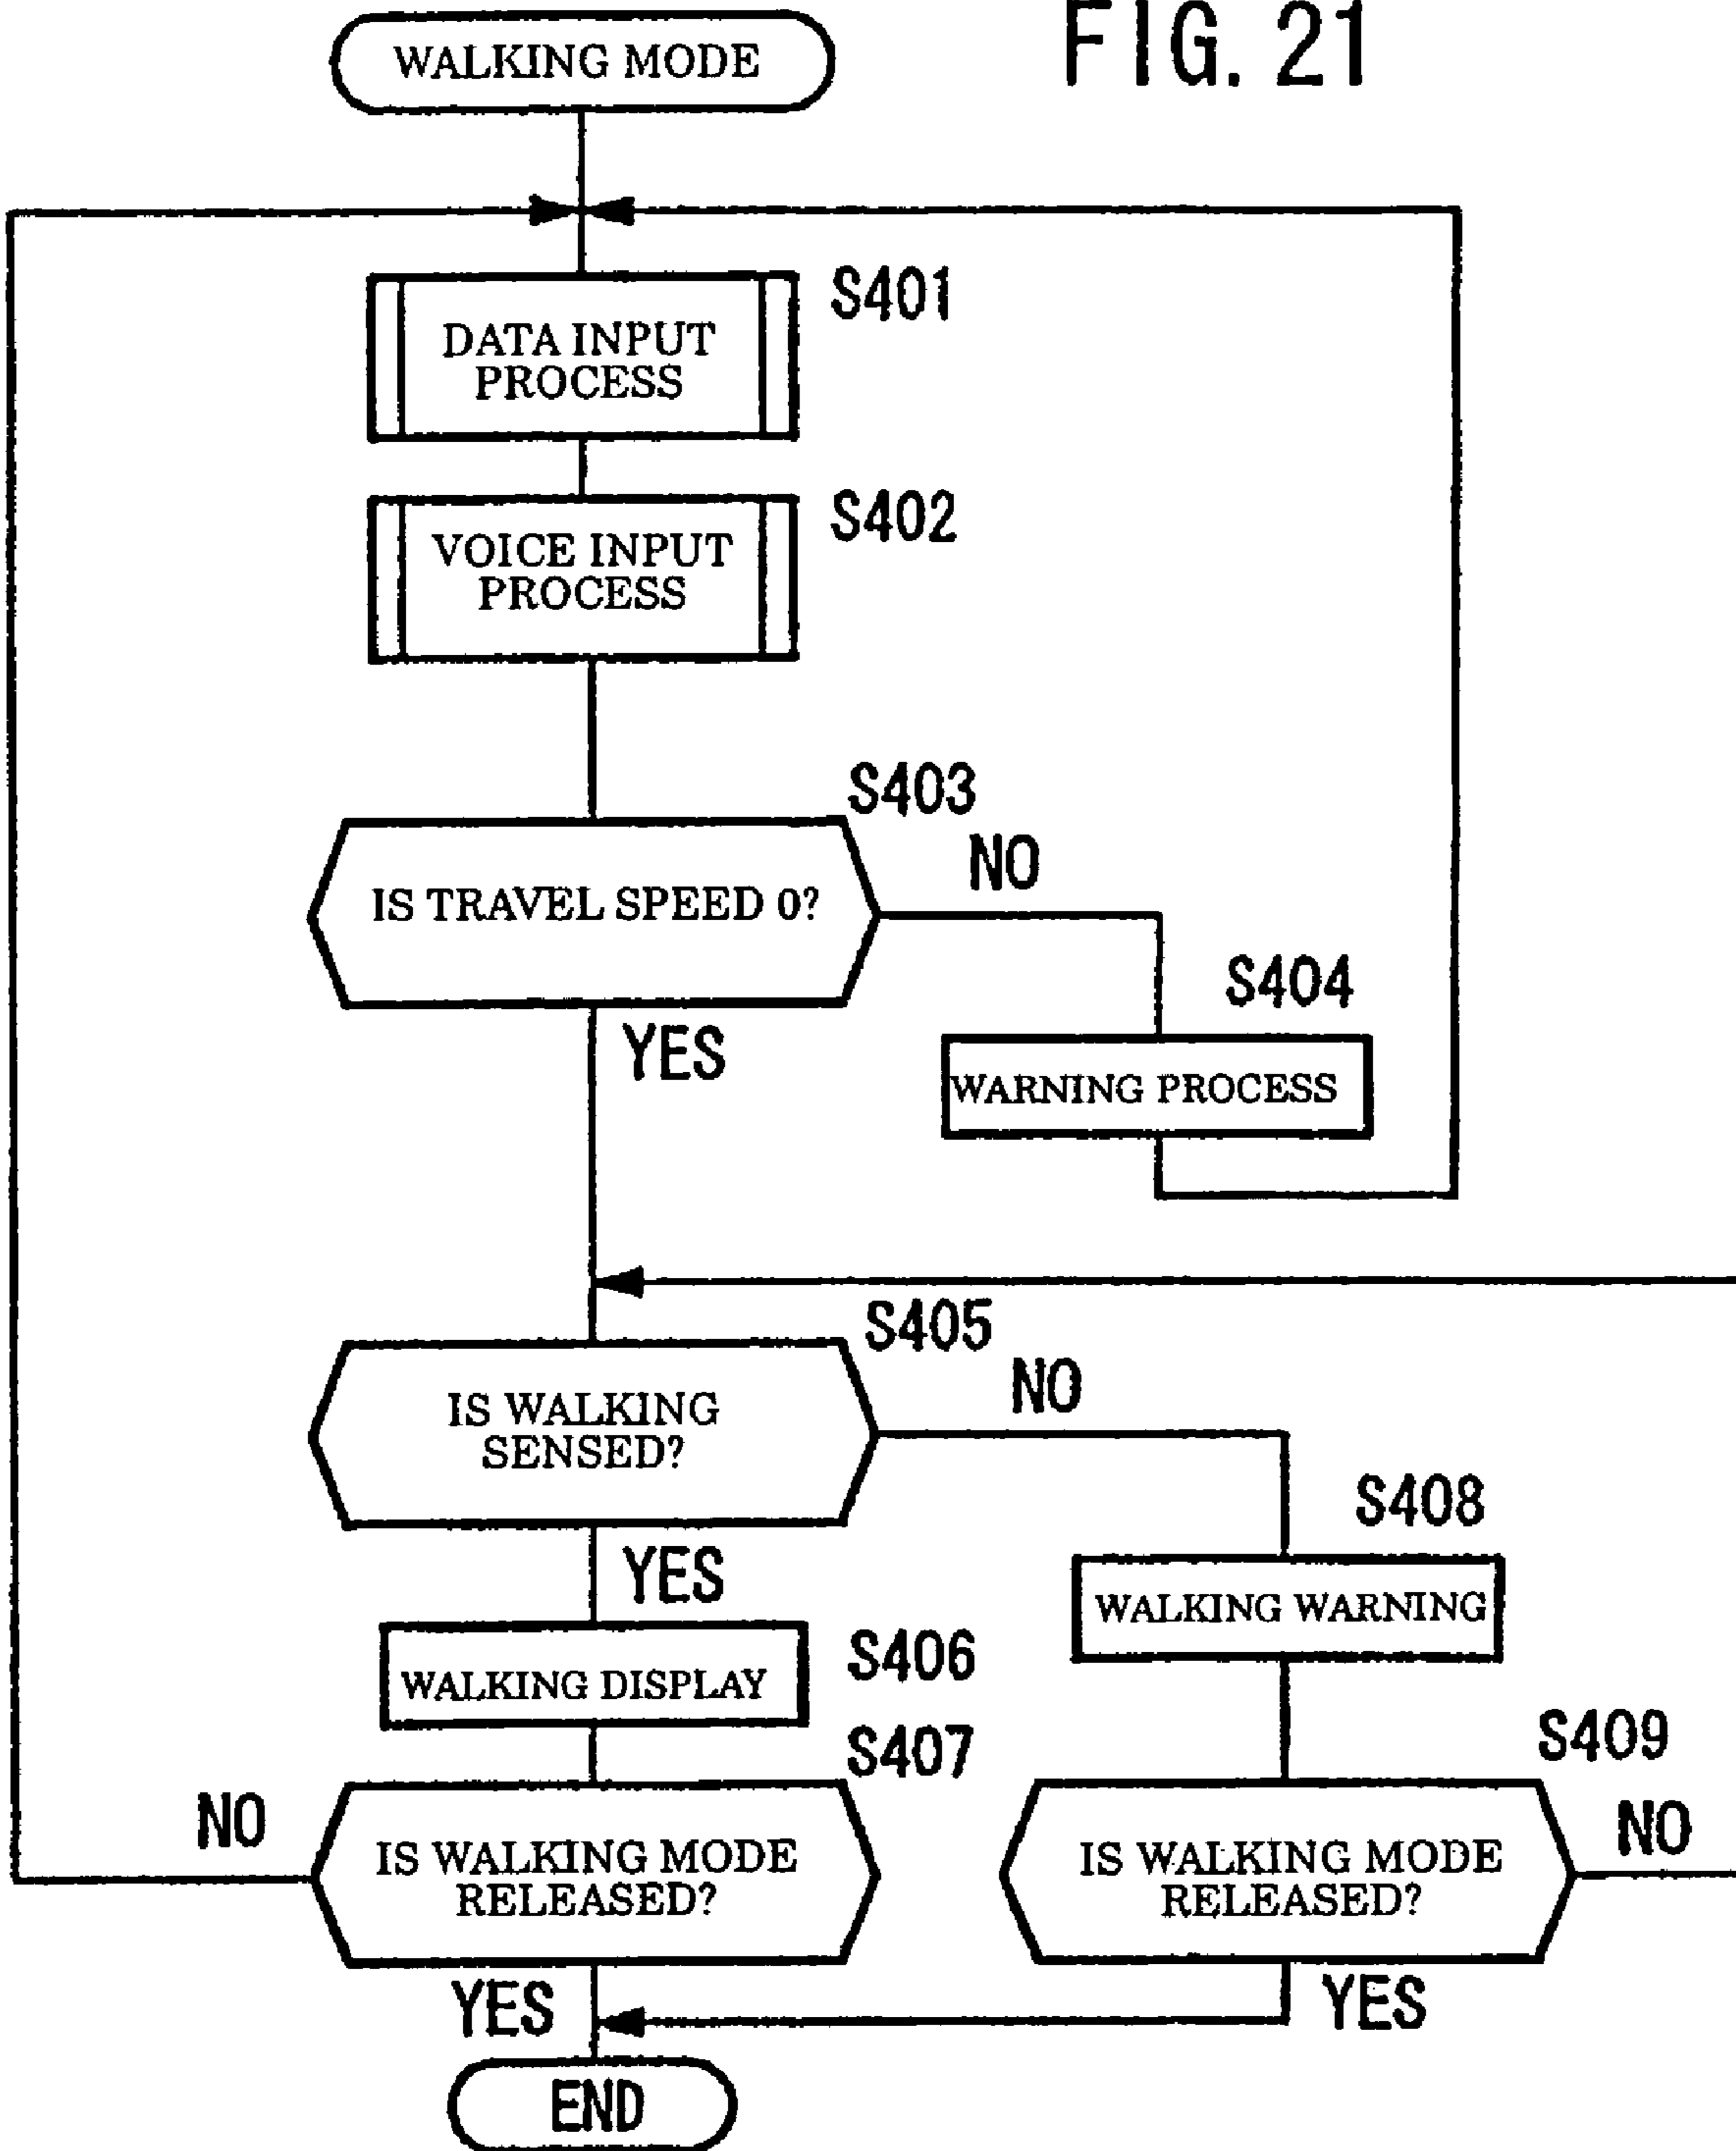 FIG. 21
WALKING MODE
S401
DATA INPUT
PROCESS
S402
VOICE INPUT
PROCESS
S403
IS TRAVEL SPEED 0?
NO
YES
S404
WARNING PROCESS
S405
IS WALKING
SENSED?
NO
YES
S408
WALKING WARNING
S406
WALKING DISPLAY
S407
IS WALKING MODE
RELEASED?
NO
YES
S409
IS WALKING MODE
RELEASED?
NO
YES
END